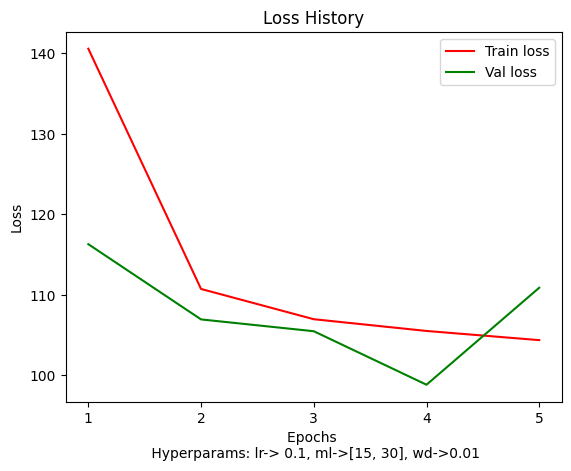 Loss History
Train loss
Val loss
Loss
140
130
120
110
100
1 2 3 4 5
Epochs
Hyperparams: lr-> 0.1, ml->[15, 30], wd->0.01